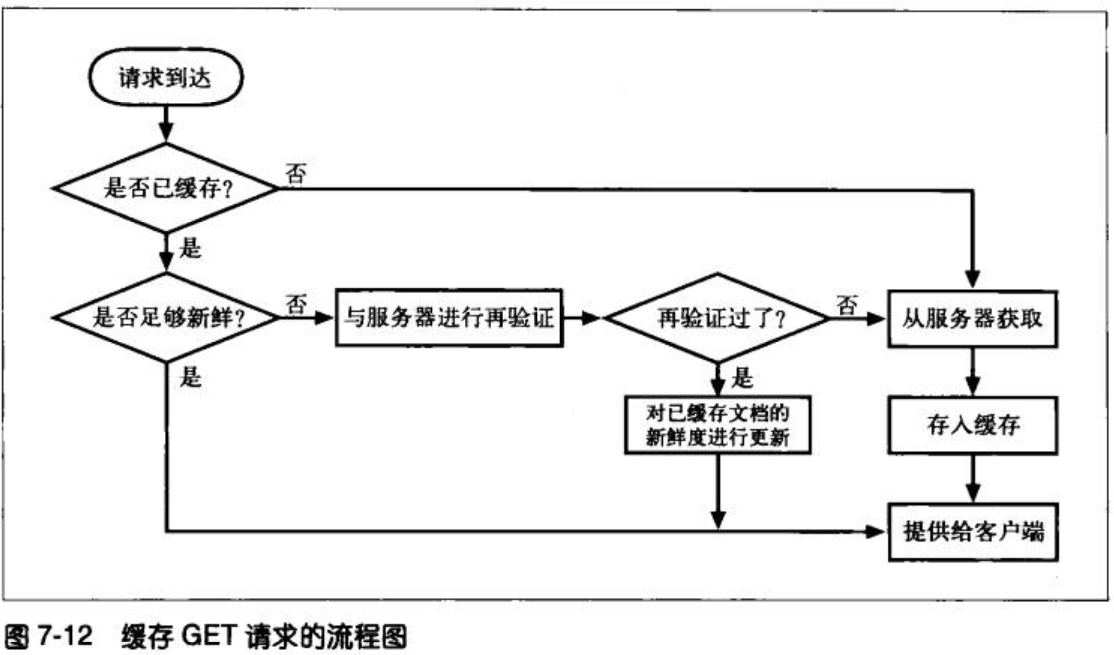 请求到达
是否已缓存?
否
是
是否足够新鲜?
否
与服务器进行再验证
再验证过了?
否
从服务器获取
是
是
对已缓存文档的
新鲜度进行更新
存入缓存
提供给客户端
图 7-12 缓存 GET 请求的流程图